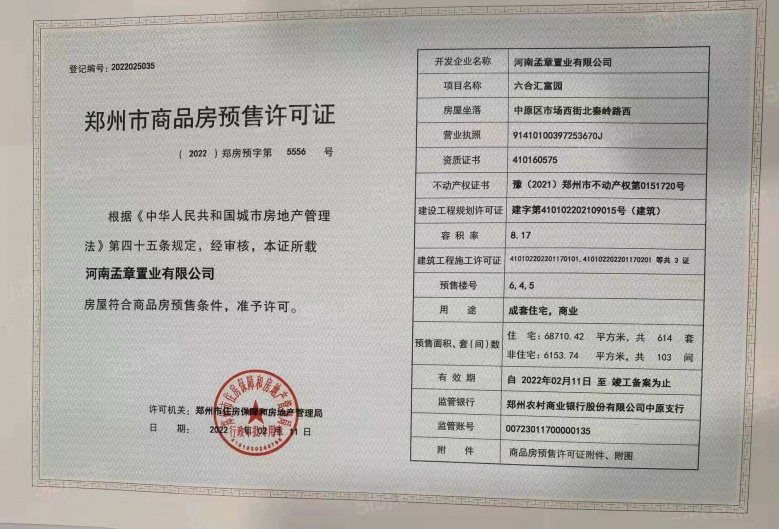 登记编号：2022025035
郑州市商品房预售许可证
（ 2022 ）郑房预字第 5556 号
根据《中华人民共和国城市房地产管理
法》第四十五条规定，经审核，本证所载
河南孟章置业有限公司
房屋符合商品房预售条件，准予许可。
许可机关：郑州市住房保障和房地产管理局
日 期： 2022 年 02 月 11 日
行政审批专用章
开发企业名称 河南孟章置业有限公司
项目名称 六合汇富园
房屋坐落 中原区市场西街北秦岭路西
营业执照 91410100397253670J
资质证书 410160575
不动产权证书 豫（2021）郑州市不动产权第0151720号
建设工程规划许可证 建字第410102202109015号（建筑）
容 积 率 8.17
建筑工程施工许可证 410102202201170101,410102202201170201 等共 3 证
预售楼号 6,4,5
用 途 成套住宅，商业
预售面积、套(间)数 住 宅：68710.42 平方米，共 614 套
非住宅：6153.74 平方米，共 103 间
有 效 期 自 2022年02月11日 至 竣工备案为止
监管银行 郑州农村商业银行股份有限公司中原支行
监管账号 00723011700000135
附 件 商品房预售许可证附件、附图